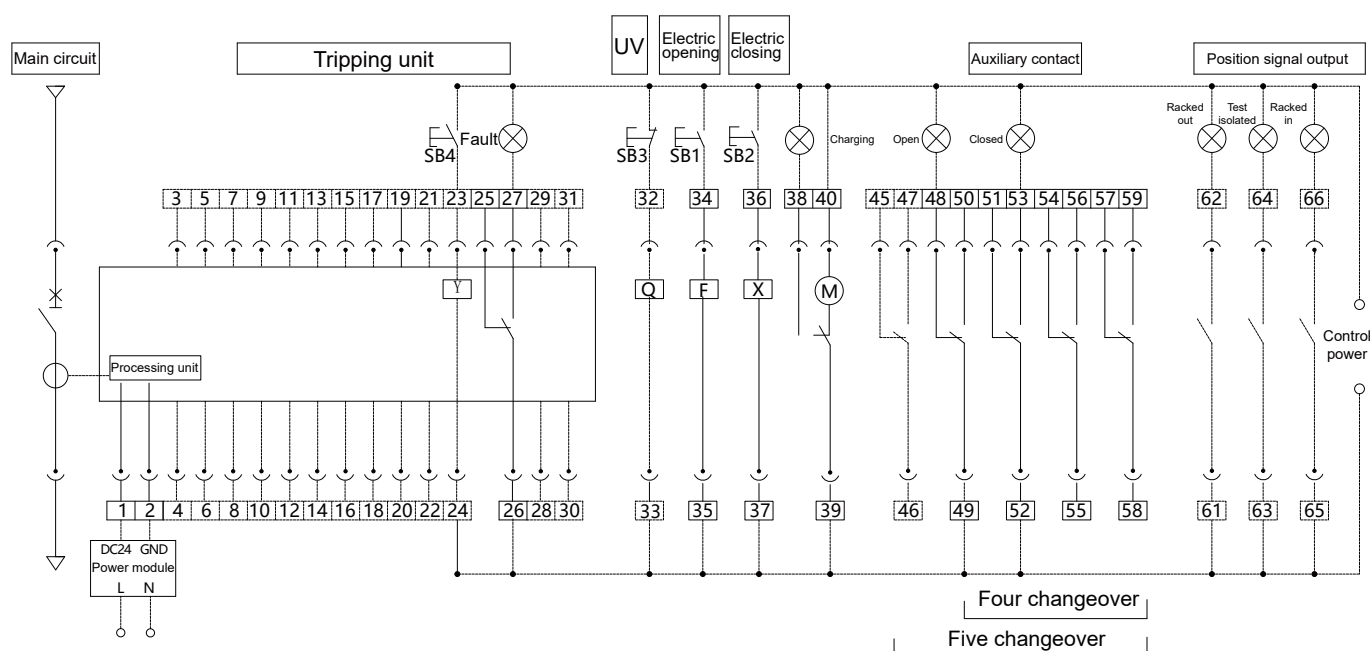 Main circuit
Tripping unit
UV
Electric
opening
Electric
closing
Auxiliary contact
Position signal output
SB4
Fault
SB3
SB1
SB2
Charging
Open
Closed
Racked
out
Test
isolated
Racked
in
3 5 7 9 11 13 15 17 19 21 23 25 27 29 31 32 34 36 38 40 45 47 48 50 51 53 54 56 57 59 62 64 66
Y
Q
F
X
M
Control
power
Processing unit
1 2 4 6 8 10 12 14 16 18 20 22 24 26 28 30 33 35 37 39 46 49 52 55 58 61 63 65
DC24 GND
Power module
L N
Four changeover
Five changeover